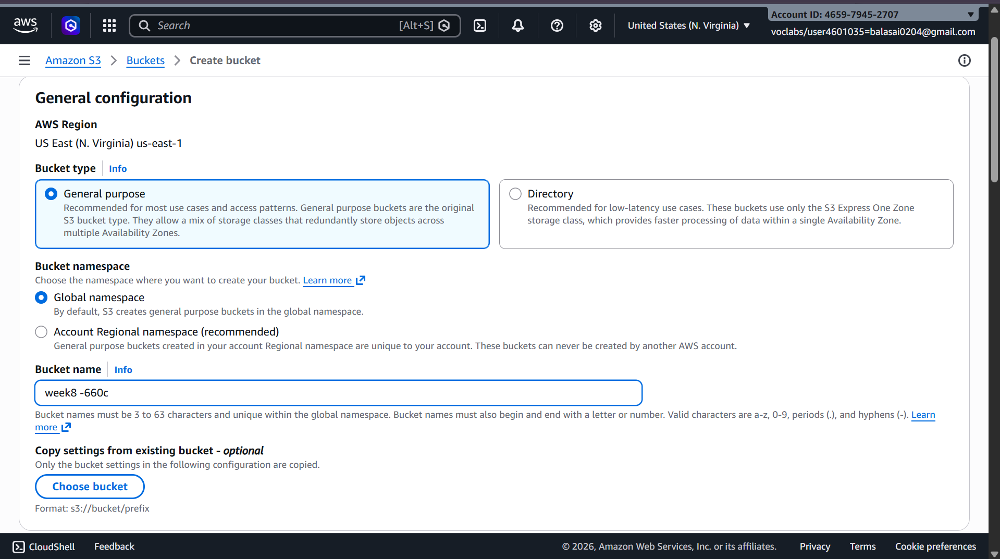 aws
Search
[Alt+S]
United States (N. Virginia)
Account ID: 4659-7945-2707
voclabs/user4601035=balasai0204@gmail.com
Amazon S3
Buckets
Create bucket
General configuration
AWS Region
US East (N. Virginia) us-east-1
Bucket type
Info
General purpose
Recommended for most use cases and access patterns. General purpose buckets are the original
S3 bucket type. They allow a mix of storage classes that redundantly store objects across
multiple Availability Zones.
Directory
Recommended for low-latency use cases. These buckets use only the S3 Express One Zone
storage class, which provides faster processing of data within a single Availability Zone.
Bucket namespace
Choose the namespace where you want to create your bucket. Learn more
Global namespace
By default, S3 creates general purpose buckets in the global namespace.
Account Regional namespace (recommended)
General purpose buckets created in your account Regional namespace are unique to your account. These buckets can never be created by another AWS account.
Bucket name
Info
week8 -660c
Bucket names must be 3 to 63 characters and unique within the global namespace. Bucket names must also begin and end with a letter or number. Valid characters are a-z, 0-9, periods (.), and hyphens (-). Learn
more
Copy settings from existing bucket - optional
Only the bucket settings in the following configuration are copied.
Choose bucket
Format: s3://bucket/prefix
CloudShell
Feedback
© 2026, Amazon Web Services, Inc. or its affiliates.
Privacy
Terms
Cookie preferences